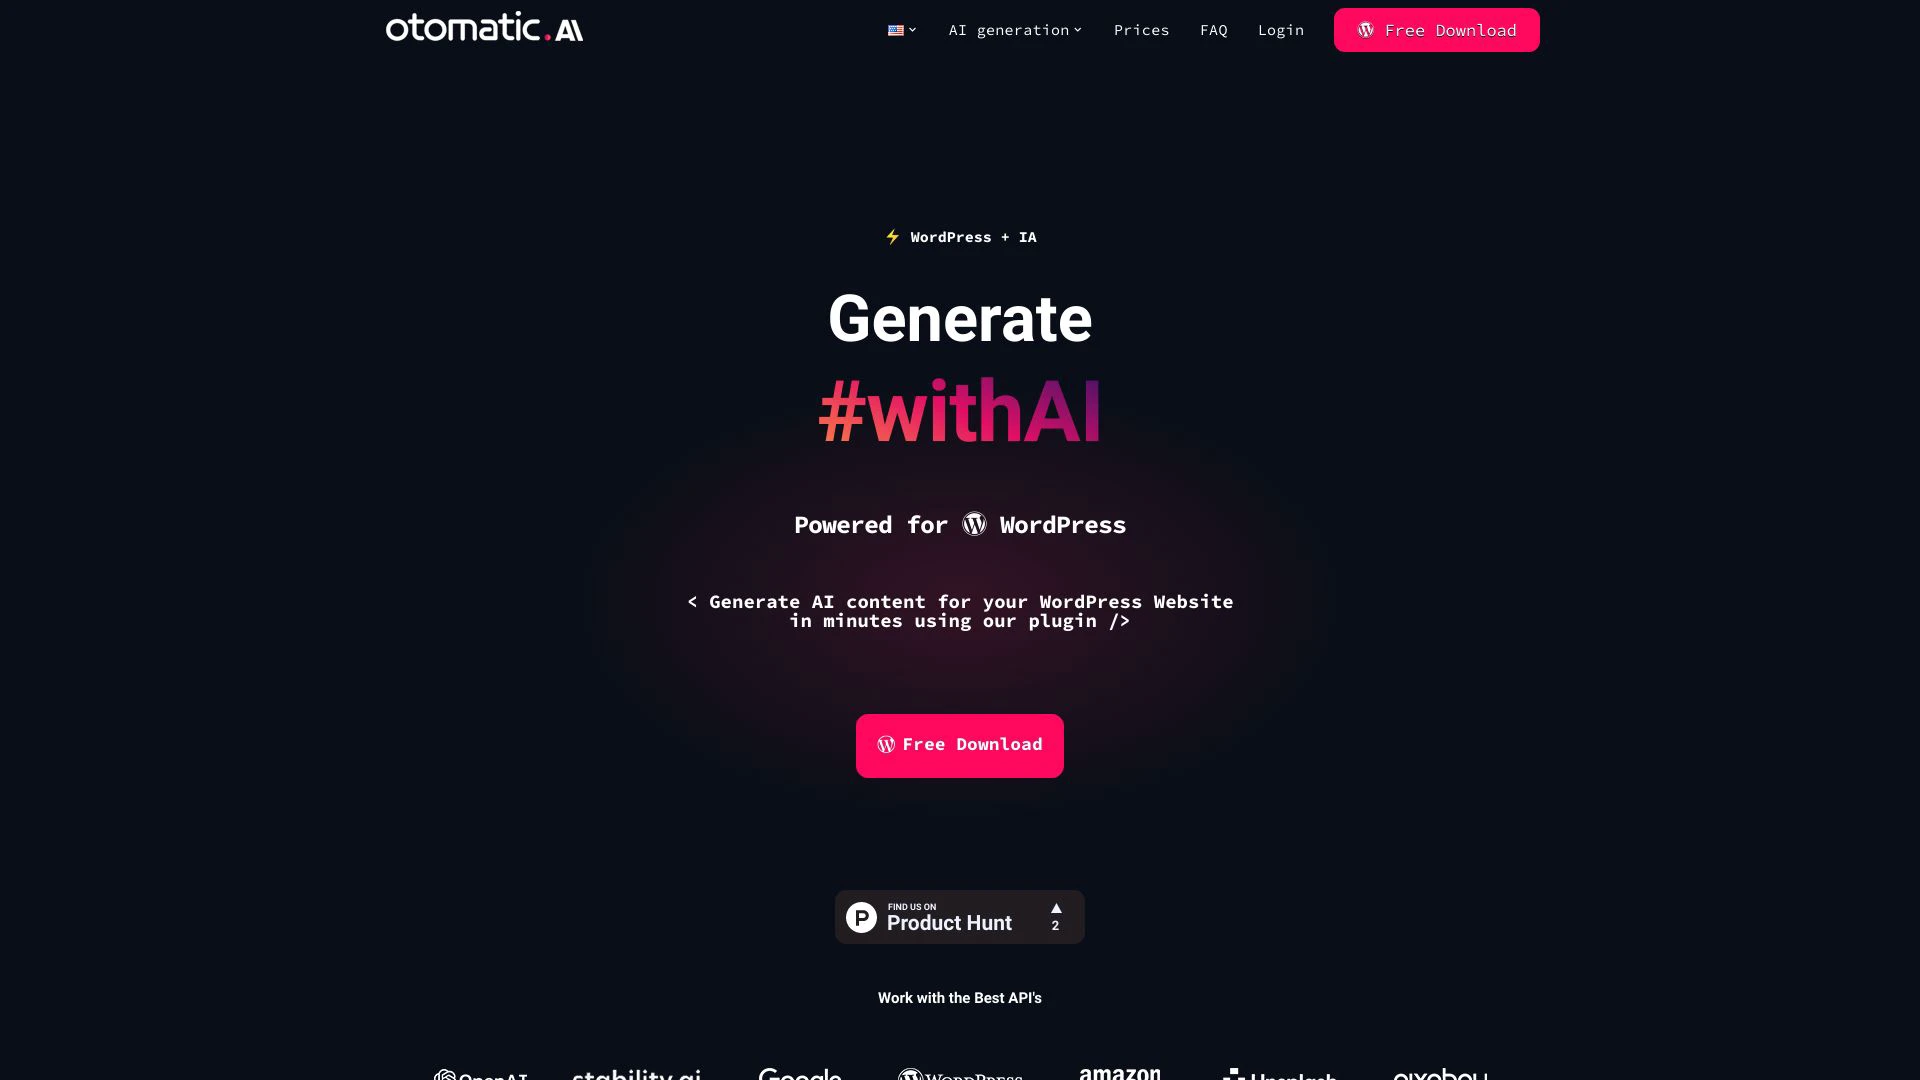 otomatic.AI
AI generation
Prices
FAQ
Login
Free Download
⚡ WordPress + IA
Generate
#withAI
Powered for WordPress
< Generate AI content for your WordPress Website
in minutes using our plugin />
Free Download
FIND US ON
Product Hunt
2
Work with the Best API's
OpenAI
stability.ai
Google
WORDPRESS
amazon
Unsplash
pixabay